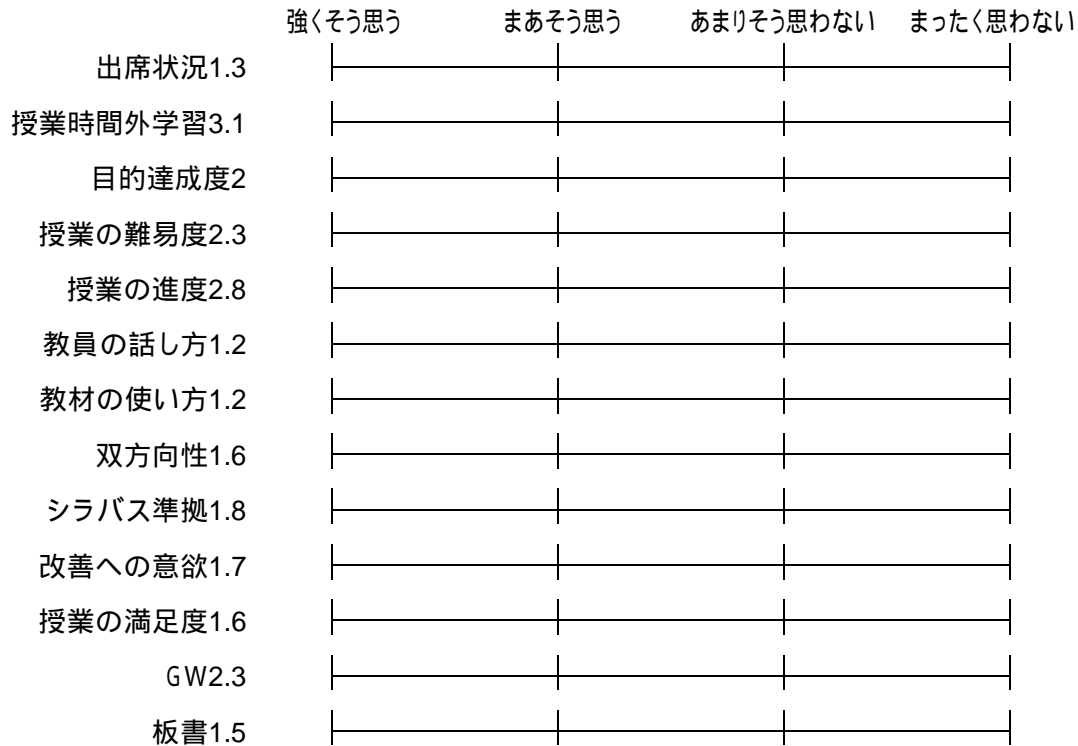 強くそう思う まあそう思う あまりそう思わない まったく思わない
出席状況1.3
授業時間外学習3.1
目的達成度2
授業の難易度2.3
授業の進度2.8
教員の話し方1.2
教材の使い方1.2
双方向性1.6
シラバス準拠1.8
改善への意欲1.7
授業の満足度1.6
GW2.3
板書1.5